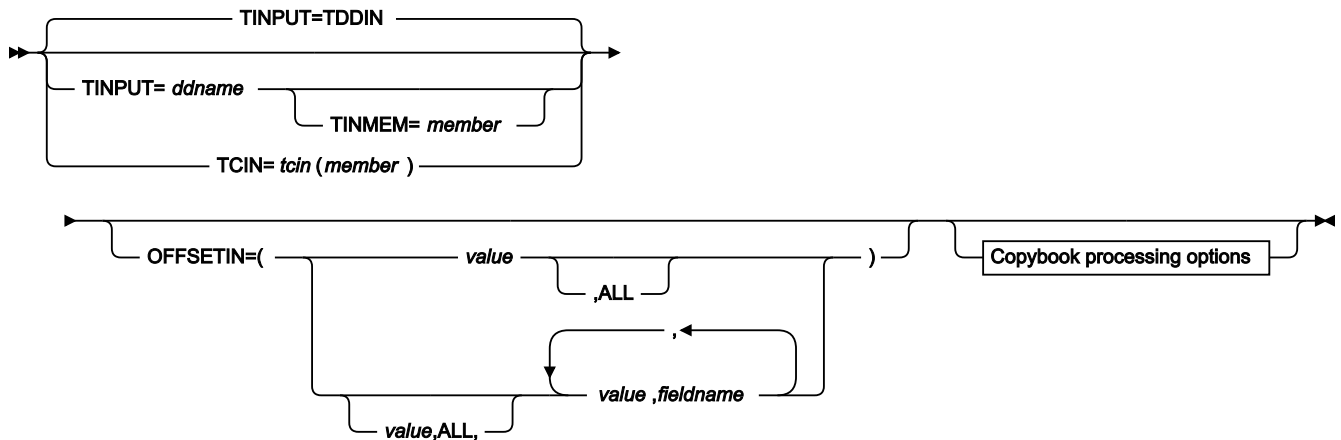 TINPUT=TDDIN
TINPUT= ddname
TINMEM= member
TCIN= tcin ( member )
OFFSETIN=( value )
,ALL
Copybook processing options
,
value ,fieldname
value,ALL,